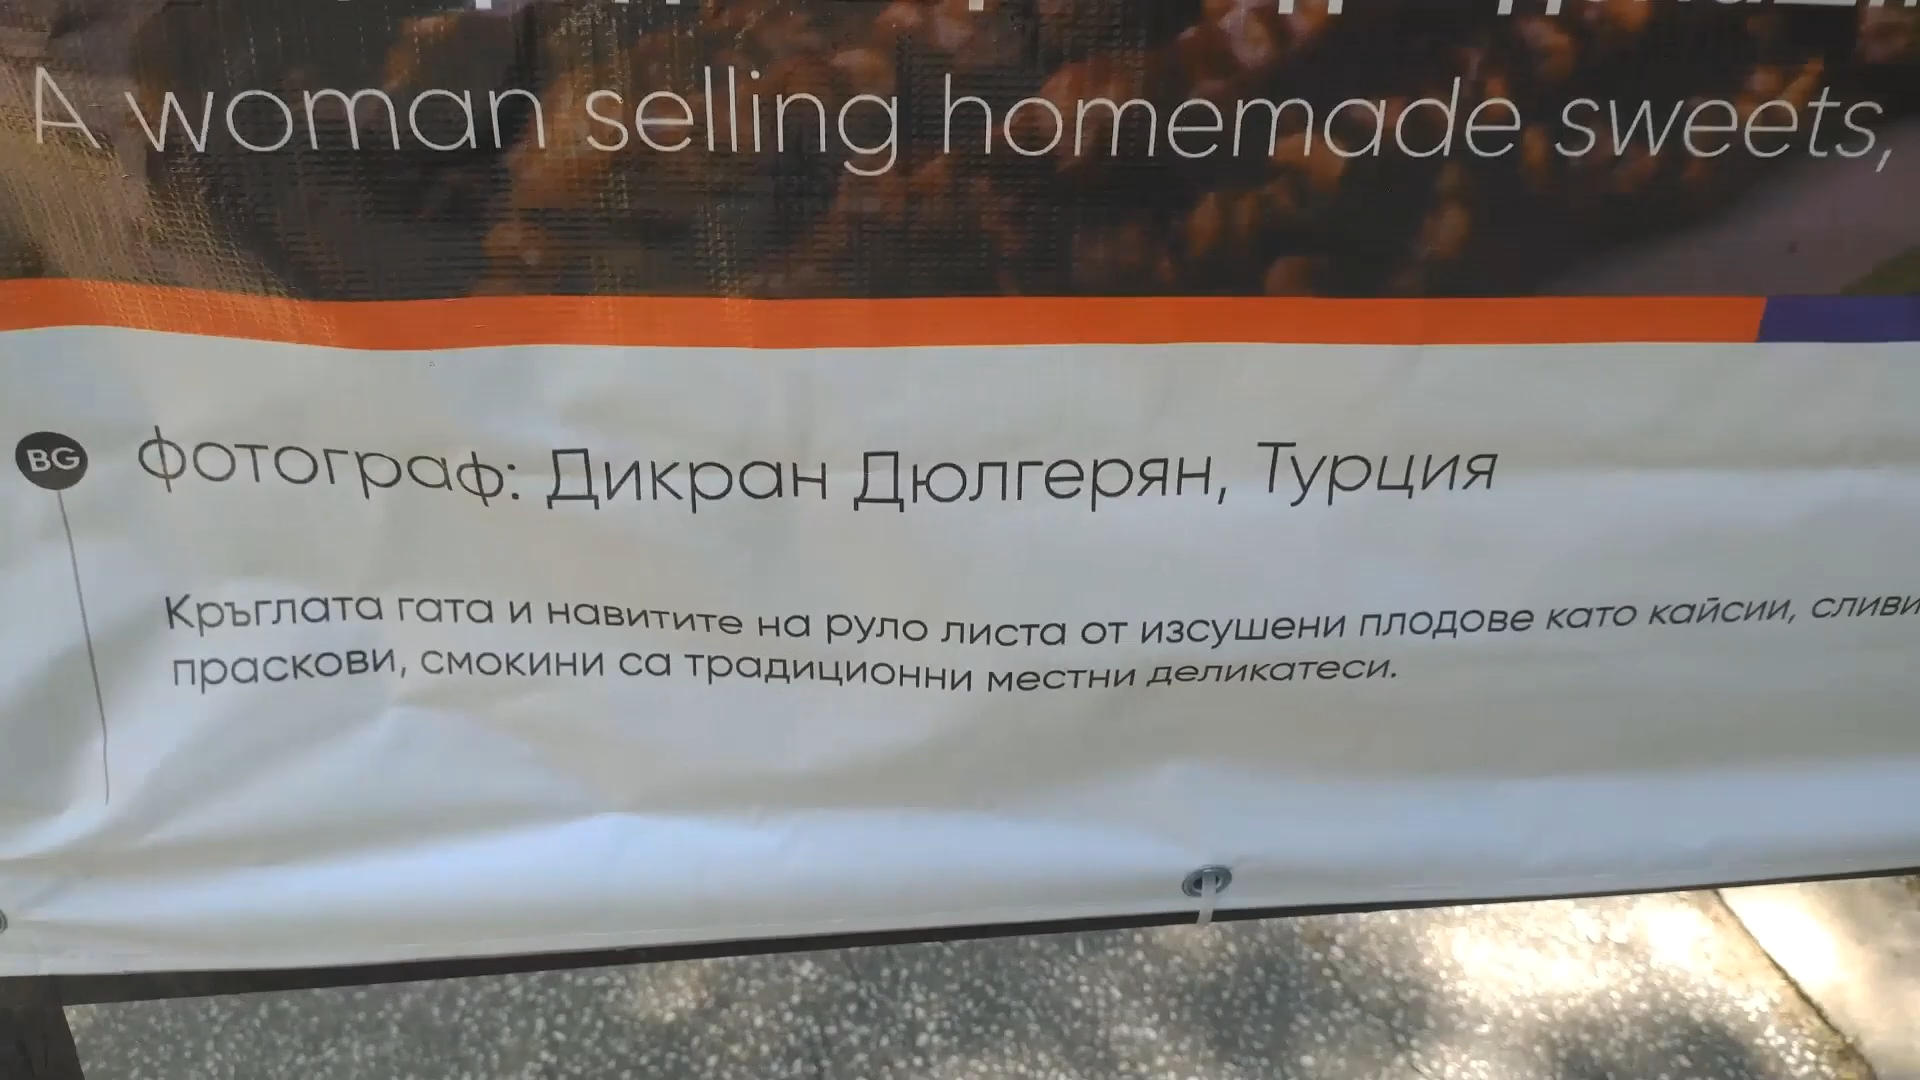 A woman selling homemade sweets,
BG
фотограф: Дикран Дюлгерян, Турция
Кръглата гата и навитите на руло листа от изсушени плодове като кайсии, сливи
праскови, смокини са традиционни местни деликатеси.